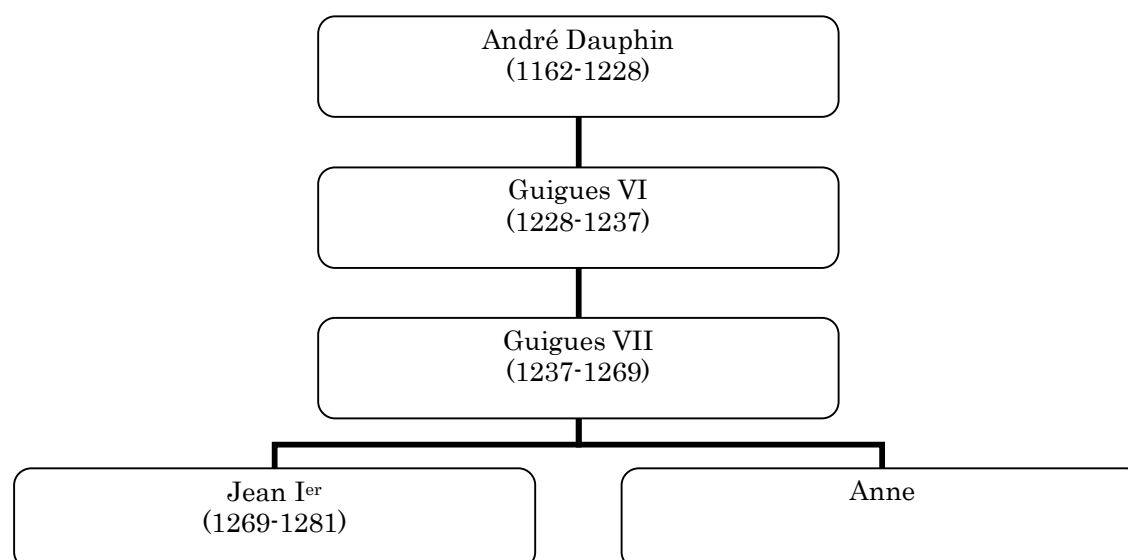 André Dauphin
(1162-1228)
Guigues VI
(1228-1237)
Guigues VII
(1237-1269)
Jean Ier
(1269-1281)
Anne